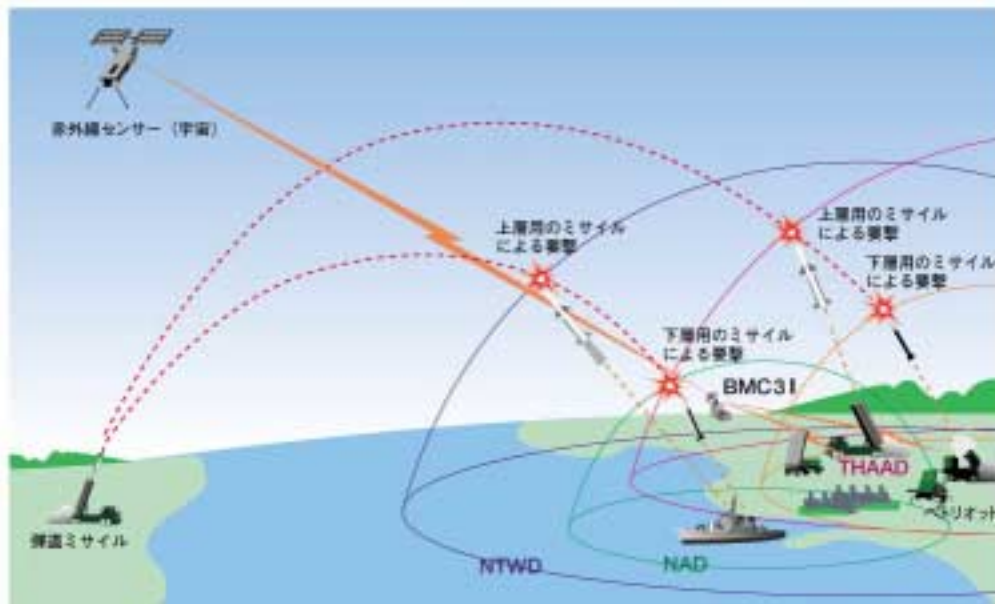 赤外線センサー（宇宙）
上層用のミサイル
による要撃
上層用のミサイル
による要撃
下層用のミサイル
による要撃
下層用のミサイル
による要撃
BMC3I
THAAD
ペトリオット
弾道ミサイル
NTWD
NAD